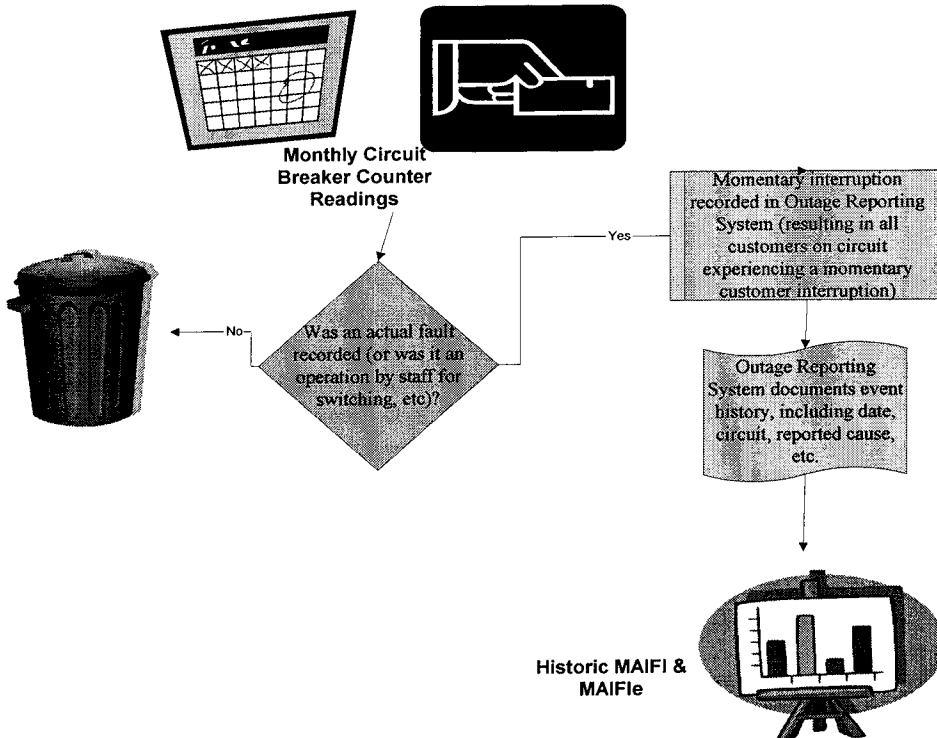 Monthly Circuit
Breaker Counter
Readings
Momentary interruption
recorded in Outage Reporting
System (resulting in all
customers on circuit
experiencing a momentary
customer interruption)
Yes
No
Was an actual fault
recorded (or was it an
operation by staff for
switching, etc)?
Outage Reporting
System documents event
history, including date,
circuit, reported cause,
etc.
Historic MAIFI &
MAIFIe